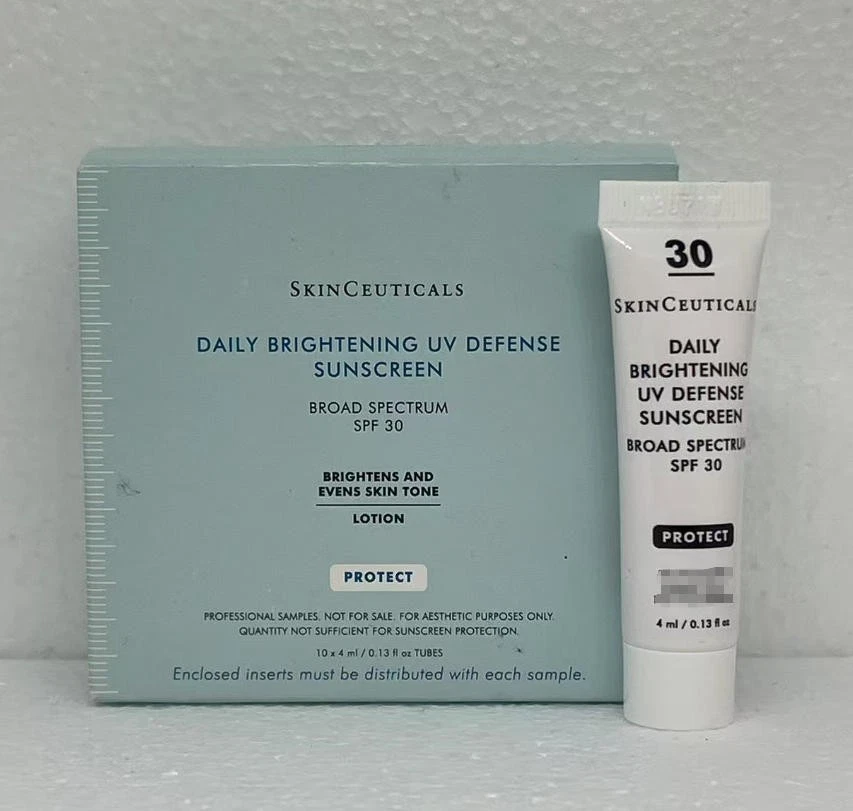 SKINCEUTICALS
DAILY BRIGHTENING UV DEFENSE
SUNSCREEN
BROAD SPECTRUM
SPF 30
BRIGHTENS AND
EVENS SKIN TONE
LOTION
PROTECT
PROFESSIONAL SAMPLES. NOT FOR SALE. FOR AESTHETIC PURPOSES ONLY.
QUANTITY NOT SUFFICIENT FOR SUNSCREEN PROTECTION.
10 x 4 ml / 0.13 fl oz TUBES
Enclosed inserts must be distributed with each sample.
30
SKINCEUTICALS
DAILY
BRIGHTENING
UV DEFENSE
SUNSCREEN
BROAD SPECTRUM
SPF 30
PROTECT
4 ml / 0.13 fl oz